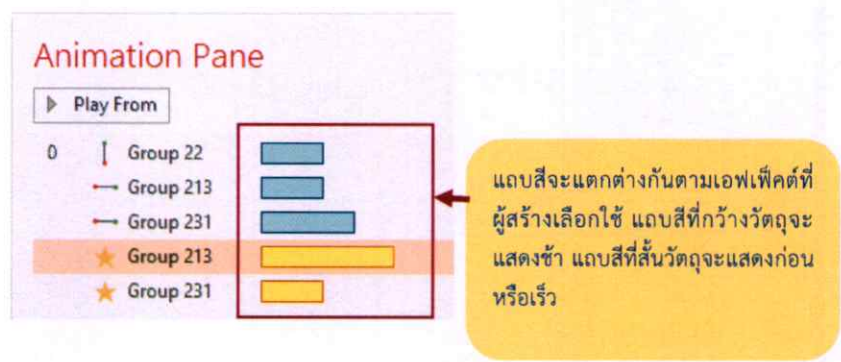 Animation Pane
Play From
0 Group 22
Group 213
Group 231
Group 213
Group 231
แถบสีจะแตกต่างกันตามเอฟเฟ็คต์ที่
ผู้สร้างเลือกใช้ แถบสีที่กว้างวัตถุจะ
แสดงช้า แถบสีที่สั้นวัตถุจะแสดงก่อน
หรือเร็ว